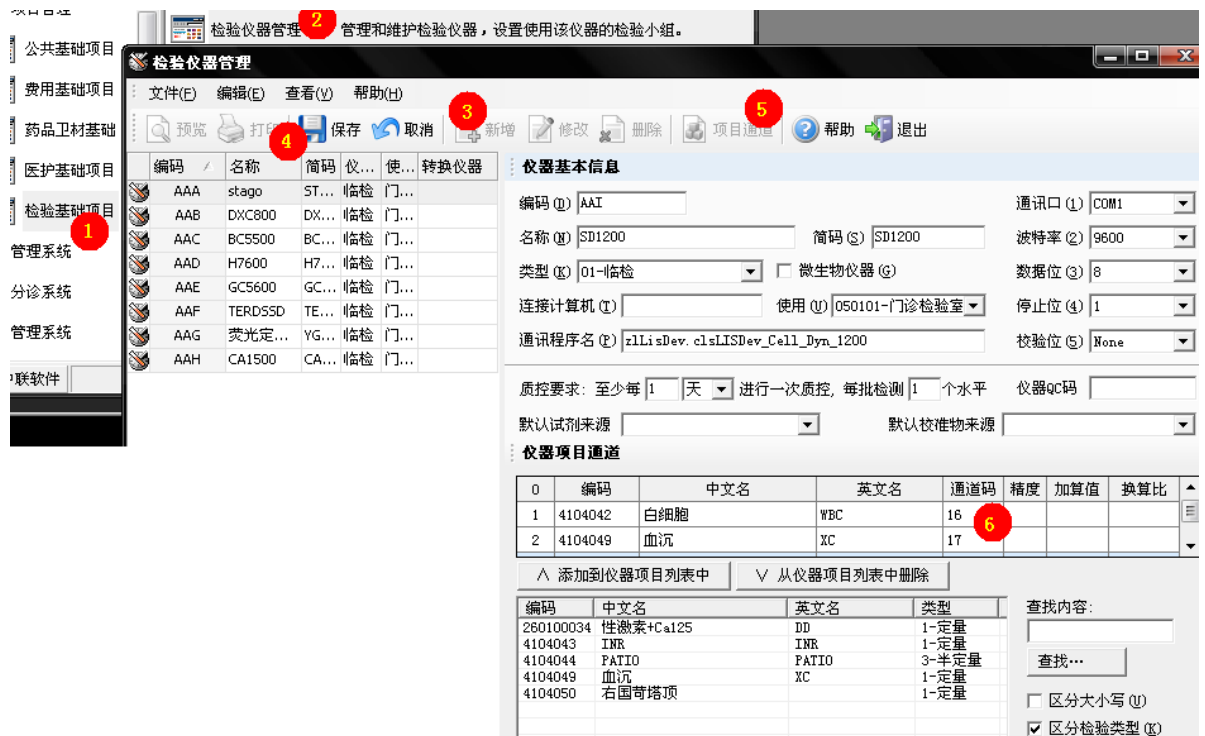 检验仪器管理 2 管理和维护检验仪器，设置使用该仪器的检验小组。
公共基础项目
费用基础项目
药品卫材基础
医护基础项目
检验基础项目
1
管理系统
分诊系统
管理系统
联软件
检验仪器管理
文件(F) 编辑(E) 查看(V) 帮助(H)
预览 打印 4 保存 取消 3 新增 修改 删除 5 项目通道 帮助 退出
编码 名称 简码 仪... 使... 转换仪器
AAA stago ST... 临检 门...
AAB DXC800 DX... 临检 门...
AAC BC5500 BC... 临检 门...
AAD H7600 H7... 临检 门...
AAE GC5600 GC... 临检 门...
AAF TERDSSD TE... 临检 门...
AAG 荧光定... YG... 临检 门...
AAH CA1500 CA... 临检 门...
仪器基本信息
编码(D) AAI 通讯口(1) COM1
名称(N) SD1200 简码(S) SD1200 波特率(2) 9600
类型(K) 01-临检 微生物仪器(G) 数据位(3) 8
连接计算机(T) 使用(U) 050101-门诊检验室 停止位(4) 1
通讯程序名(P) zlLisDev.clsLISDev_Cell_Dyn_1200 校验位(5) None
质控要求: 至少每 1 天 进行一次质控, 每批检测 1 个水平 仪器QC码
默认试剂来源 默认校准物来源
仪器项目通道
0 编码 中文名 英文名 通道码 精度 加算值 换算比
1 4104042 白细胞 WBC 16 6
2 4104049 血沉 XC 17
∧ 添加到仪器项目列表中 ∨ 从仪器项目列表中删除
编码 中文名 英文名 类型
260100034 性激素+Ca125 DD 1-定量
4104043 INR INR 1-定量
4104044 PATIO PATIO 3-半定量
4104049 血沉 XC 1-定量
4104050 右国苛塔顶 1-定量
查找内容:
查找…
区分大小写(U)
区分检验类型(K)